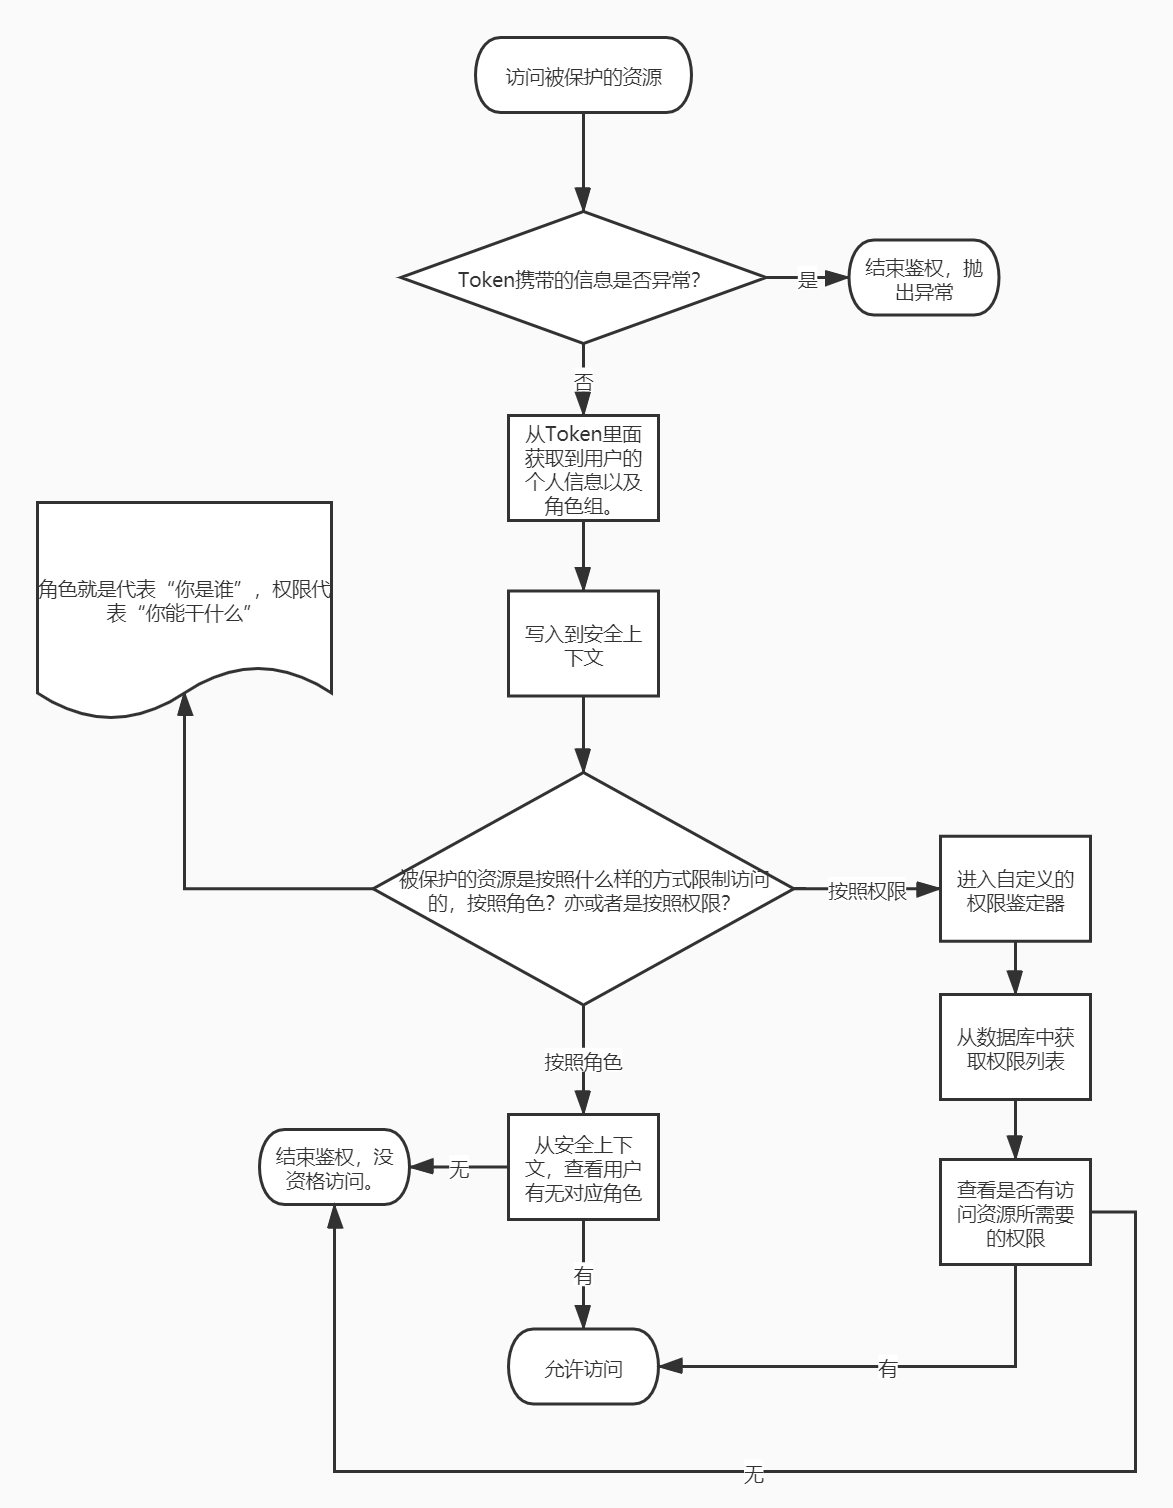 访问被保护的资源
Token携带的信息是否异常？
是
结束鉴权，抛
出异常
否
从Token里面
获取到用户的
个人信息以及
角色组。
角色就是代表“你是谁”，权限代
表“你能干什么”
写入到安全上
下文
被保护的资源是按照什么样的方式限制访问
的，按照角色？亦或者是按照权限？
按照权限
进入自定义的
权限鉴定器
从数据库中获
取权限列表
按照角色
从安全上下
文，查看用户
有无对应角色
无
结束鉴权，没
资格访问。
查看是否有访
问资源所需要
的权限
有
允许访问
有
无